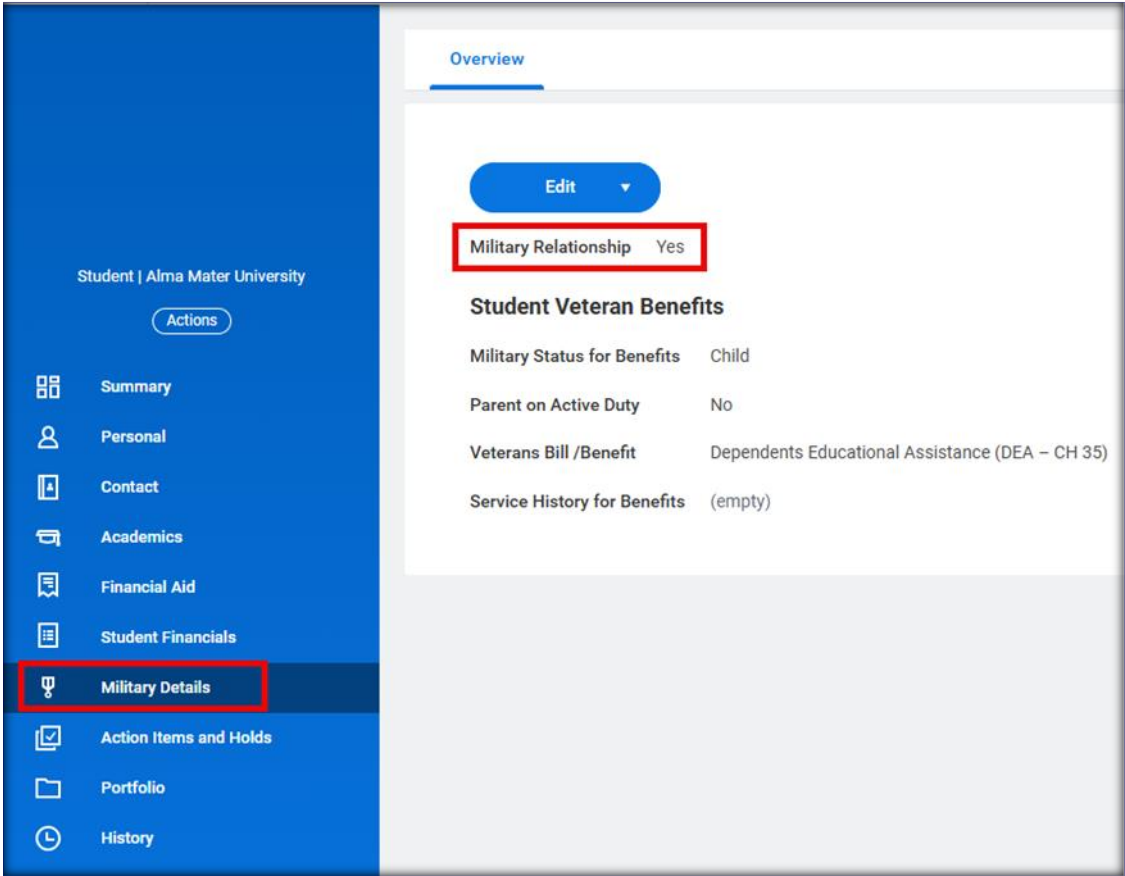 Student | Alma Mater University
Actions
Summary
Personal
Contact
Academics
Financial Aid
Student Financials
Military Details
Action Items and Holds
Portfolio
History
Overview
Edit
Military Relationship Yes
Student Veteran Benefits
Military Status for Benefits Child
Parent on Active Duty No
Veterans Bill /Benefit Dependents Educational Assistance (DEA – CH 35)
Service History for Benefits (empty)